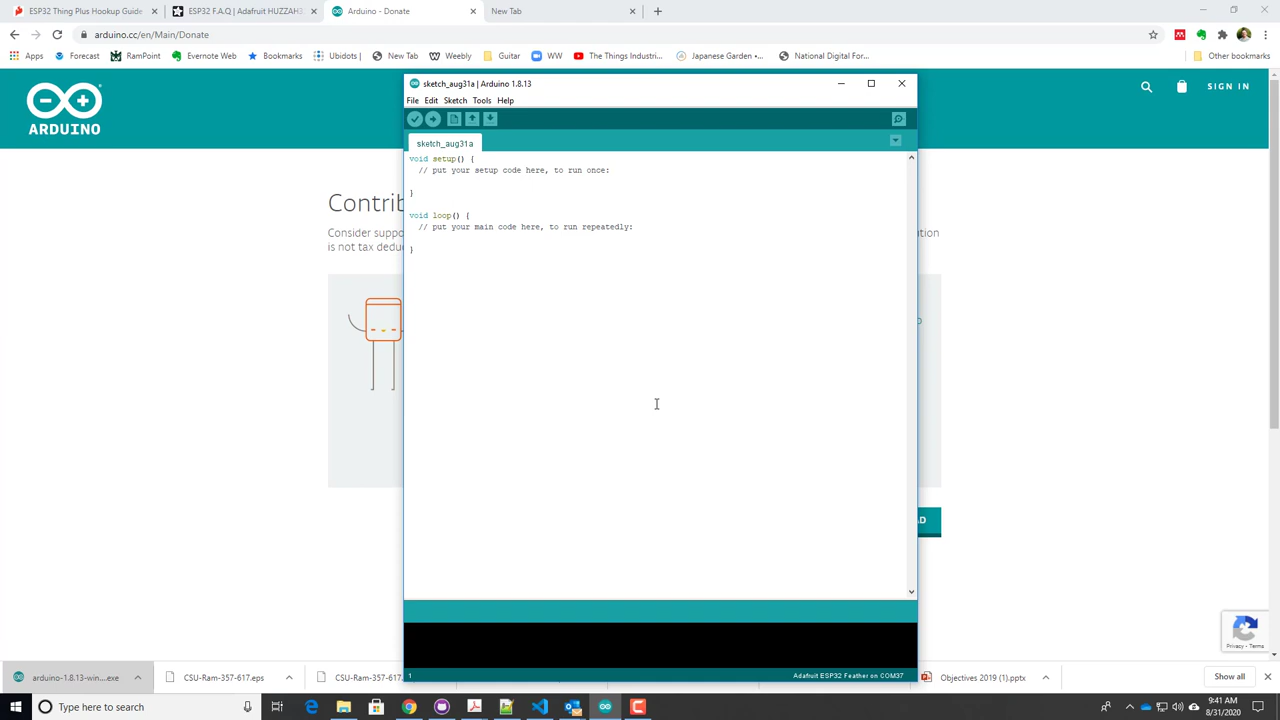 ESP32 Thing Plus Hookup Guide
ESP32 F.A.Q | Adafruit HUZZAH3
Arduino - Donate
New Tab
arduino.cc/en/Main/Donate
Apps
Forecast
RamPoint
Evernote Web
Bookmarks
Ubidots |
New Tab
Weebly
Guitar
WW
The Things Industri...
Japanese Garden •...
National Digital For...
Other bookmarks
ARDUINO
SIGN IN
sketch_aug31a | Arduino 1.8.13
File Edit Sketch Tools Help
sketch_aug31a
void setup() {
// put your setup code here, to run once:
}
void loop() {
// put your main code here, to run repeatedly:
}
1
Adafruit ESP32 Feather on COM37
Contrib
Consider suppo
is not tax deduc
Privacy - Terms
arduino-1.8.13-win....exe
CSU-Ram-357-617.eps
CSU-Ram-357-617.
Objectives 2019 (1).pptx
Show all
Type here to search
9:41 AM
8/31/2020